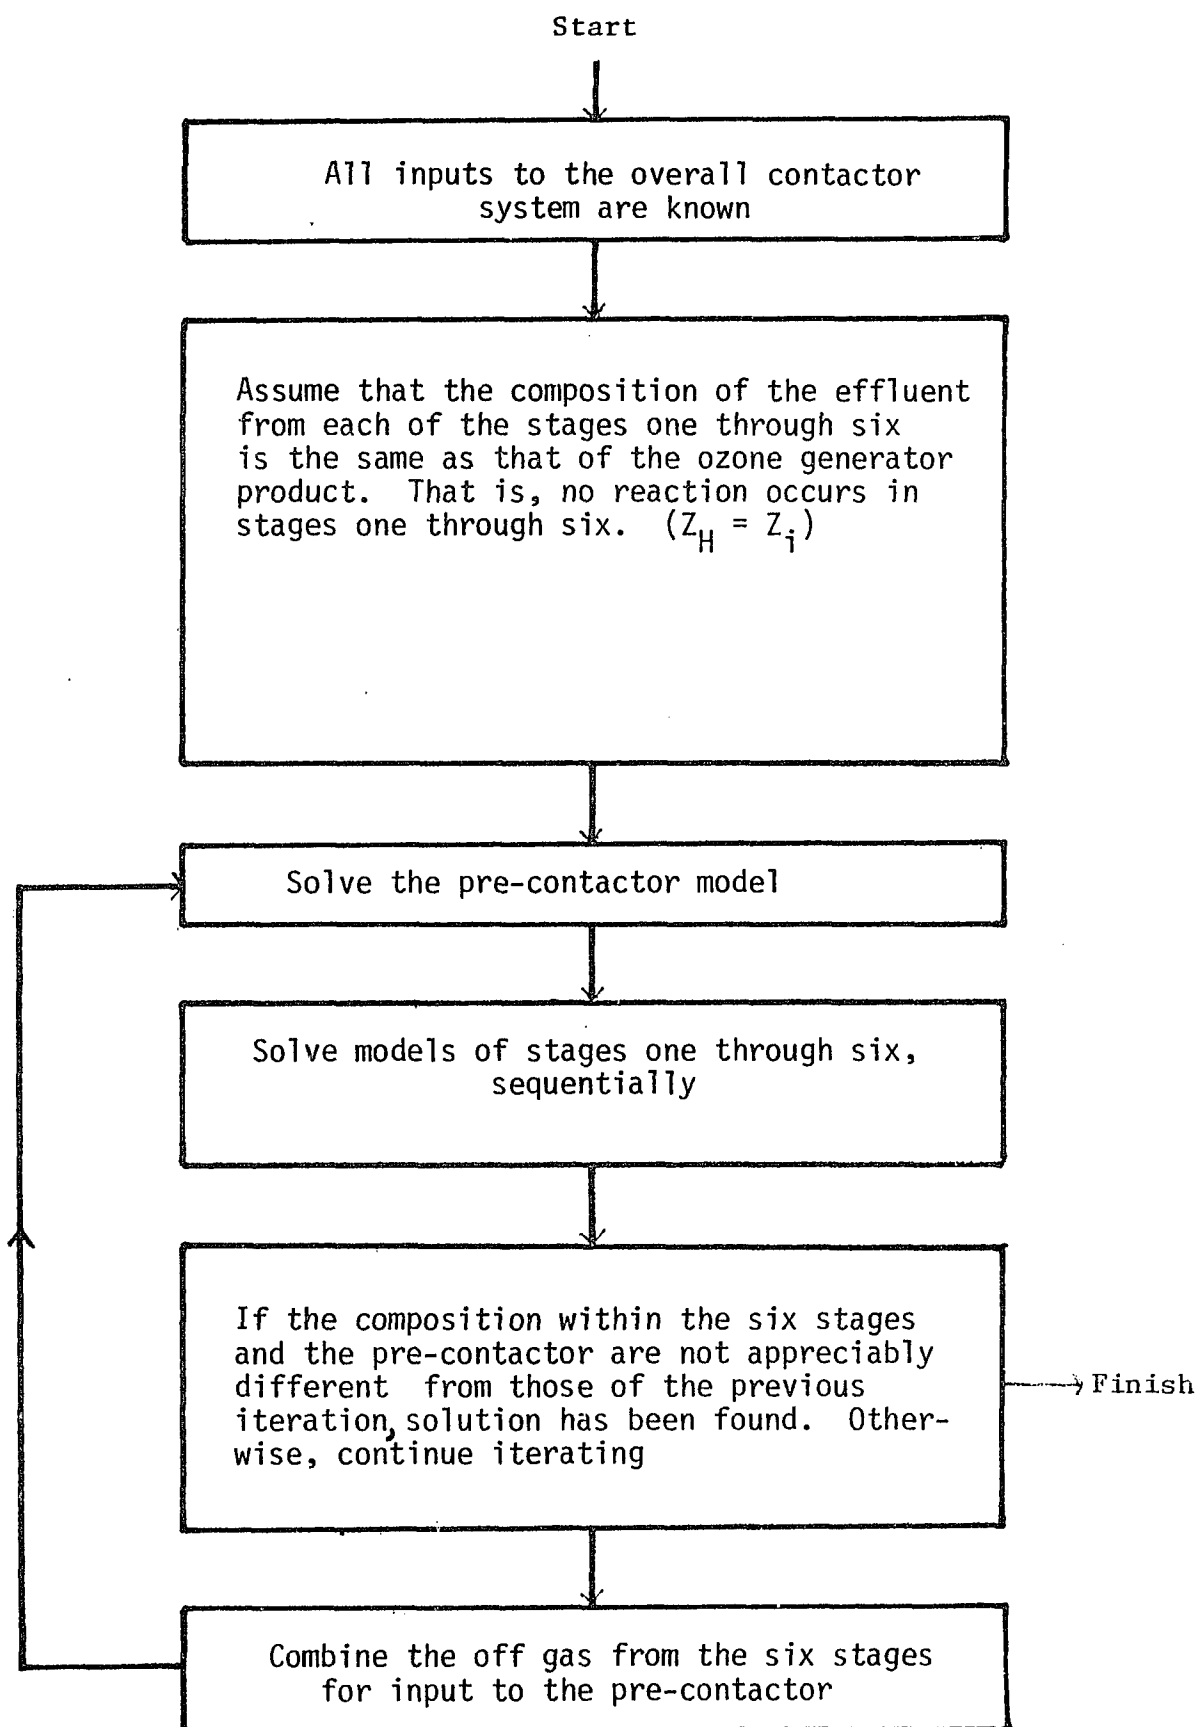 Start
All inputs to the overall contactor
system are known
Assume that the composition of the effluent
from each of the stages one through six
is the same as that of the ozone generator
product.  That is, no reaction occurs in
stages one through six.  (Z_H = Z_i)
Solve the pre-contactor model
Solve models of stages one through six,
sequentially
If the composition within the six stages
and the pre-contactor are not appreciably
different  from those of the previous
iteration, solution has been found.  Other-
wise, continue iterating
Finish
Combine the off gas from the six stages
for input to the pre-contactor